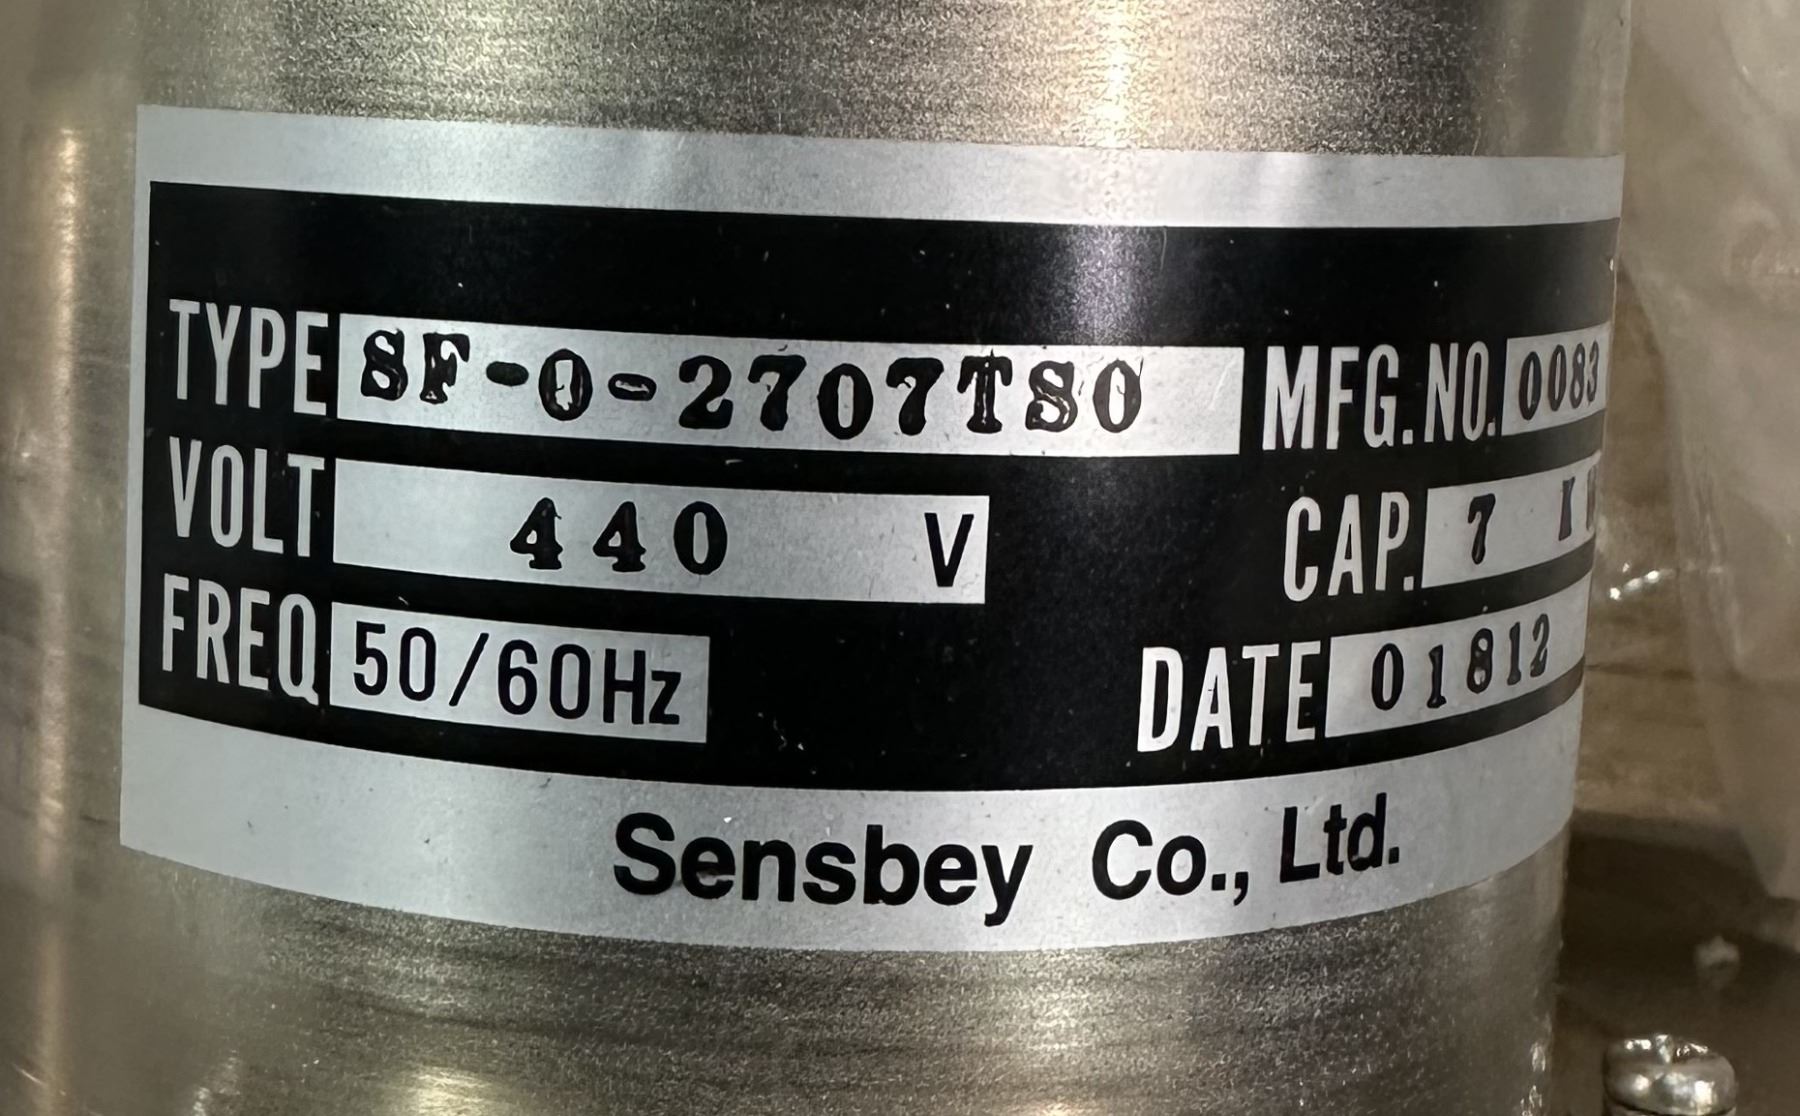 TYPE SF-0-2707TS0 MFG.NO. 0083
VOLT 440 V CAP. 7
FREQ 50/60Hz DATE 01812
Sensbey Co., Ltd.